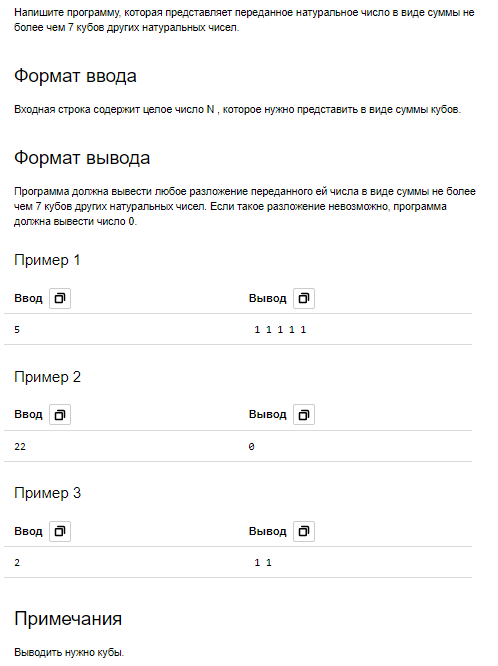 Напишите программу, которая представляет переданное натуральное число в виде суммы не
более чем 7 кубов других натуральных чисел.
Формат ввода
Входная строка содержит целое число N , которое нужно представить в виде суммы кубов.
Формат вывода
Программа должна вывести любое разложение переданного ей числа в виде суммы не более
чем 7 кубов других натуральных чисел. Если такое разложение невозможно, программа
должна вывести число 0.
Пример 1
Ввод Вывод
5 1 1 1 1 1
Пример 2
Ввод Вывод
22 0
Пример 3
Ввод Вывод
2 1 1
Примечания
Выводить нужно кубы.